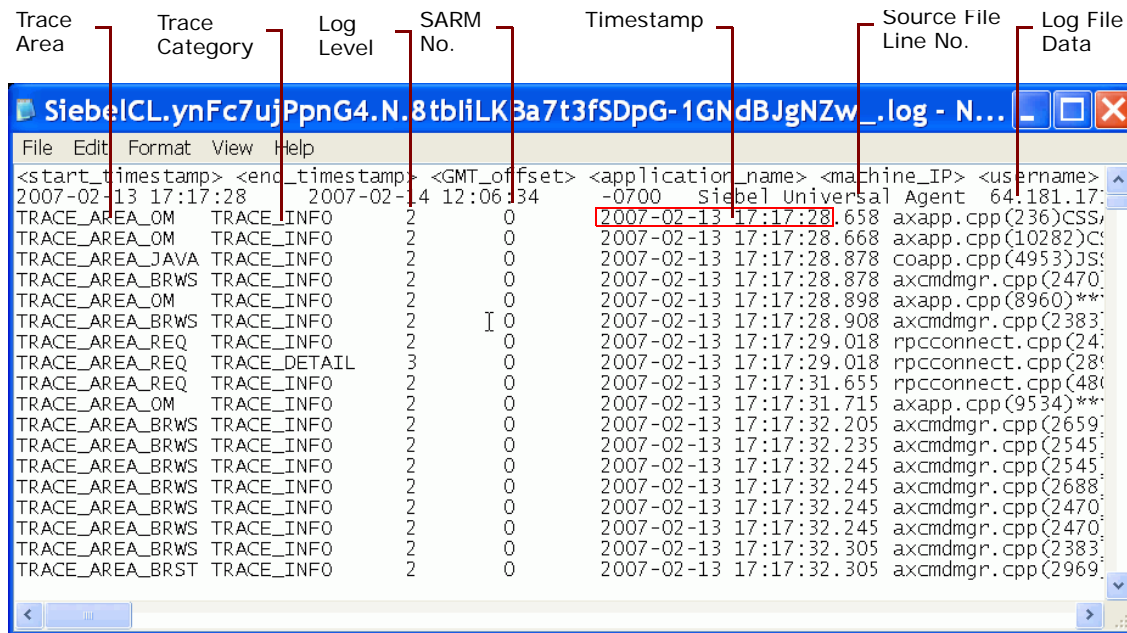 Trace Area
Trace Category
Log Level
SARM No.
Timestamp
Source File Line No.
Log File Data
SiebelCL.ynFc7ujPpnG4.N.8tbIiLKBa7t3fSDpG-1GNdBJgNZw_.log - N...
File Edit Format View Help
<start_timestamp> <end_timestamp> <GMT_offset> <application_name> <machine_IP> <username>
2007-02-13 17:17:28 2007-02-14 12:06:34 -0700 Siebel Universal Agent 64.181.17
TRACE_AREA_OM TRACE_INFO 2 0 2007-02-13 17:17:28.658 axapp.cpp(236)CSS
TRACE_AREA_OM TRACE_INFO 2 0 2007-02-13 17:17:28.668 axapp.cpp(10282)C
TRACE_AREA_JAVA TRACE_INFO 2 0 2007-02-13 17:17:28.878 coapp.cpp(4953)JS
TRACE_AREA_BRWS TRACE_INFO 2 0 2007-02-13 17:17:28.878 axcmdmgr.cpp(2470
TRACE_AREA_OM TRACE_INFO 2 0 2007-02-13 17:17:28.898 axapp.cpp(8960)**
TRACE_AREA_BRWS TRACE_INFO 2 0 2007-02-13 17:17:28.908 axcmdmgr.cpp(2383
TRACE_AREA_REQ TRACE_INFO 2 0 2007-02-13 17:17:29.018 rpcconnect.cpp(24
TRACE_AREA_REQ TRACE_DETAIL 3 0 2007-02-13 17:17:29.018 rpcconnect.cpp(28
TRACE_AREA_REQ TRACE_INFO 2 0 2007-02-13 17:17:31.655 rpcconnect.cpp(48
TRACE_AREA_OM TRACE_INFO 2 0 2007-02-13 17:17:31.715 axapp.cpp(9534)**
TRACE_AREA_BRWS TRACE_INFO 2 0 2007-02-13 17:17:32.205 axcmdmgr.cpp(2659
TRACE_AREA_BRWS TRACE_INFO 2 0 2007-02-13 17:17:32.235 axcmdmgr.cpp(2545
TRACE_AREA_BRWS TRACE_INFO 2 0 2007-02-13 17:17:32.245 axcmdmgr.cpp(2545
TRACE_AREA_BRWS TRACE_INFO 2 0 2007-02-13 17:17:32.245 axcmdmgr.cpp(2688
TRACE_AREA_BRWS TRACE_INFO 2 0 2007-02-13 17:17:32.245 axcmdmgr.cpp(2470
TRACE_AREA_BRWS TRACE_INFO 2 0 2007-02-13 17:17:32.245 axcmdmgr.cpp(2470
TRACE_AREA_BRWS TRACE_INFO 2 0 2007-02-13 17:17:32.305 axcmdmgr.cpp(2383
TRACE_AREA_BRST TRACE_INFO 2 0 2007-02-13 17:17:32.305 axcmdmgr.cpp(2969